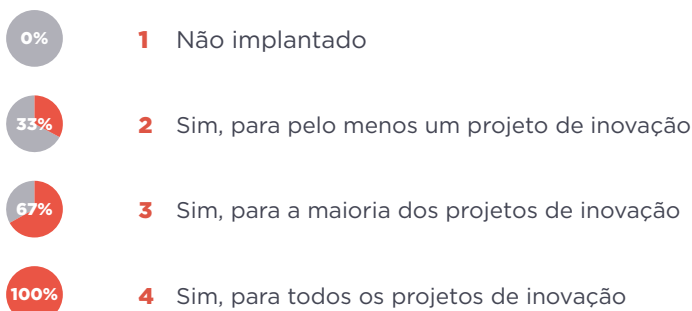 0% 1 Não implantado
33% 2 Sim, para pelo menos um projeto de inovação
67% 3 Sim, para a maioria dos projetos de inovação
100% 4 Sim, para todos os projetos de inovação